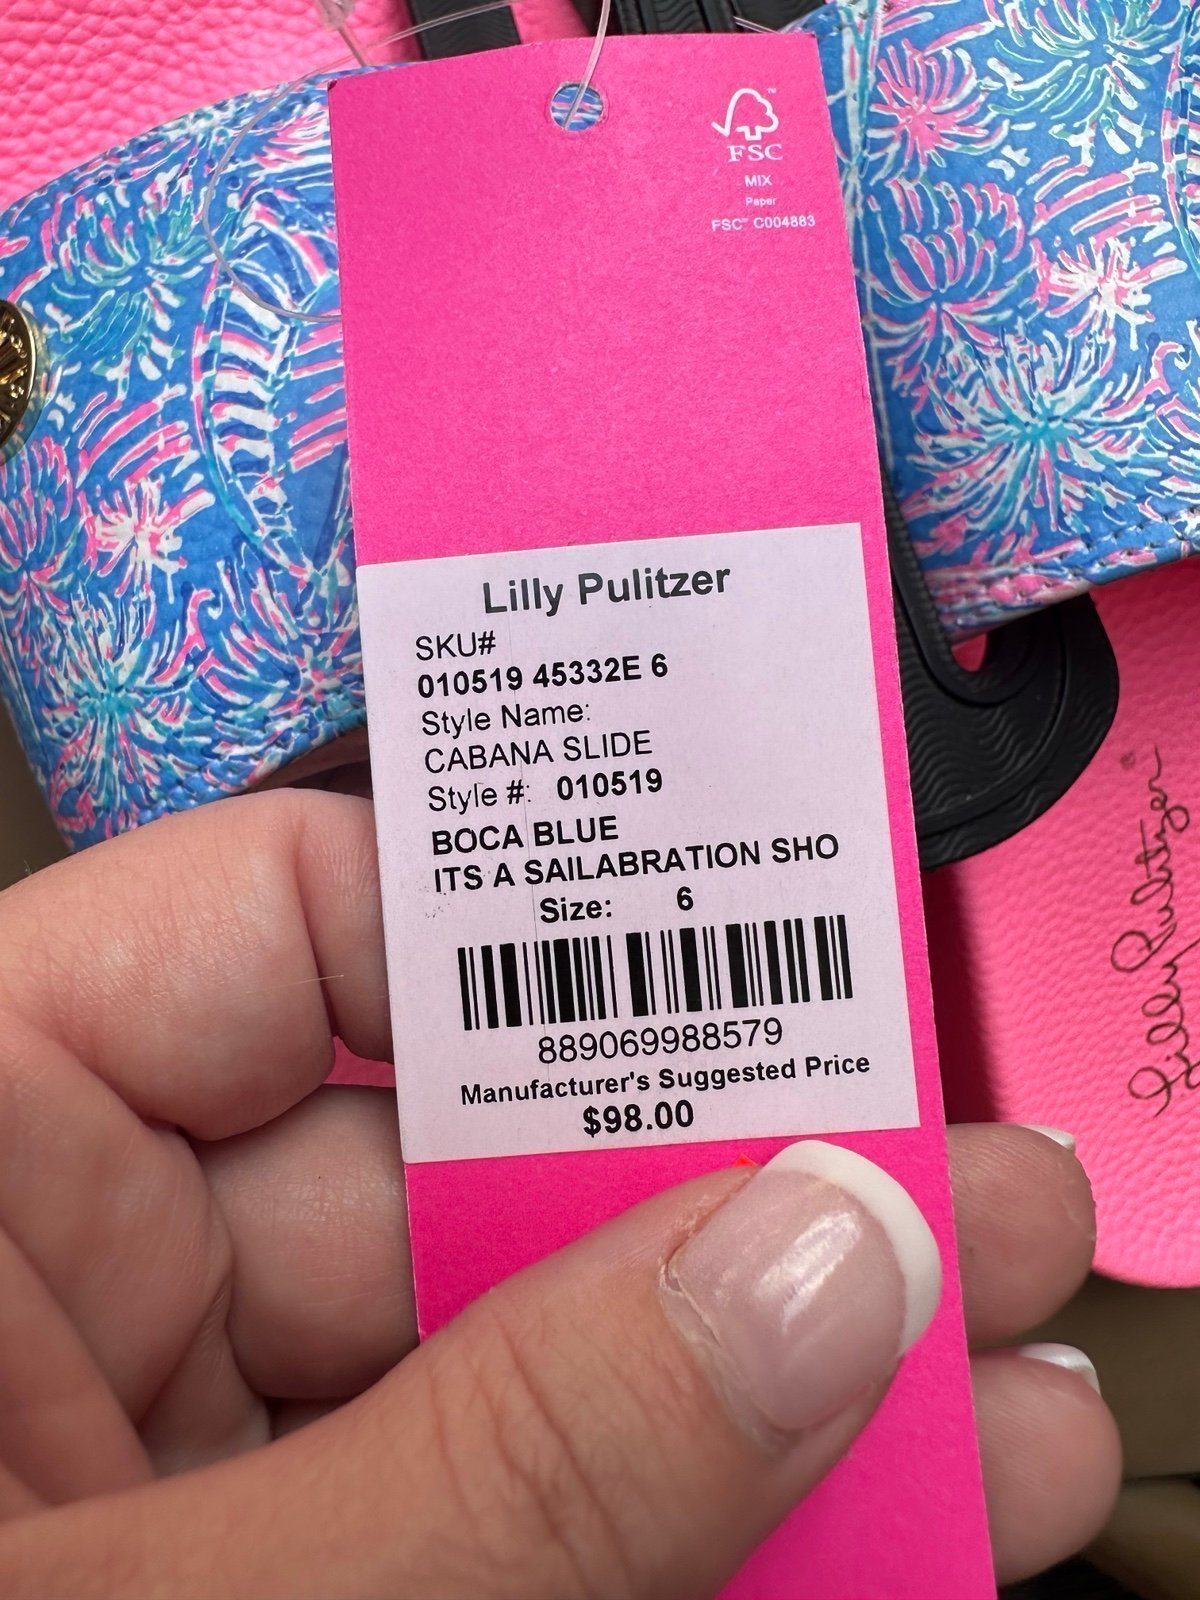 FSC
MIX
Paper
FSC™ C004883
Lilly Pulitzer
SKU#
010519 45332E 6
Style Name:
CABANA SLIDE
Style #: 010519
BOCA BLUE
ITS A SAILABRATION SHO
Size: 6
889069988579
Manufacturer's Suggested Price
$98.00
Lilly Pulitzer®